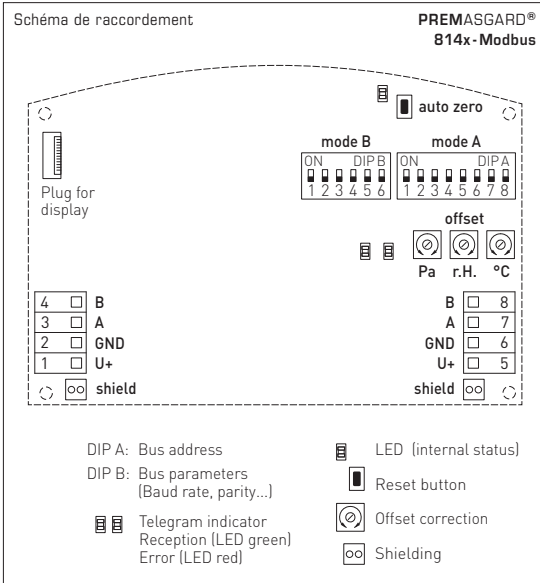 Schéma de raccordement
PREMASGARD®
814x-Modbus
auto zero
mode B
mode A
ON DIP B
ON DIP A
1 2 3 4 5 6
1 2 3 4 5 6 7 8
Plug for
display
offset
Pa r.H. °C
4 B
3 A
2 GND
1 U+
shield
B 8
A 7
GND 6
U+ 5
shield
DIP A: Bus address
DIP B: Bus parameters
(Baud rate, parity...)
Telegram indicator
Reception (LED green)
Error (LED red)
LED (internal status)
Reset button
Offset correction
Shielding